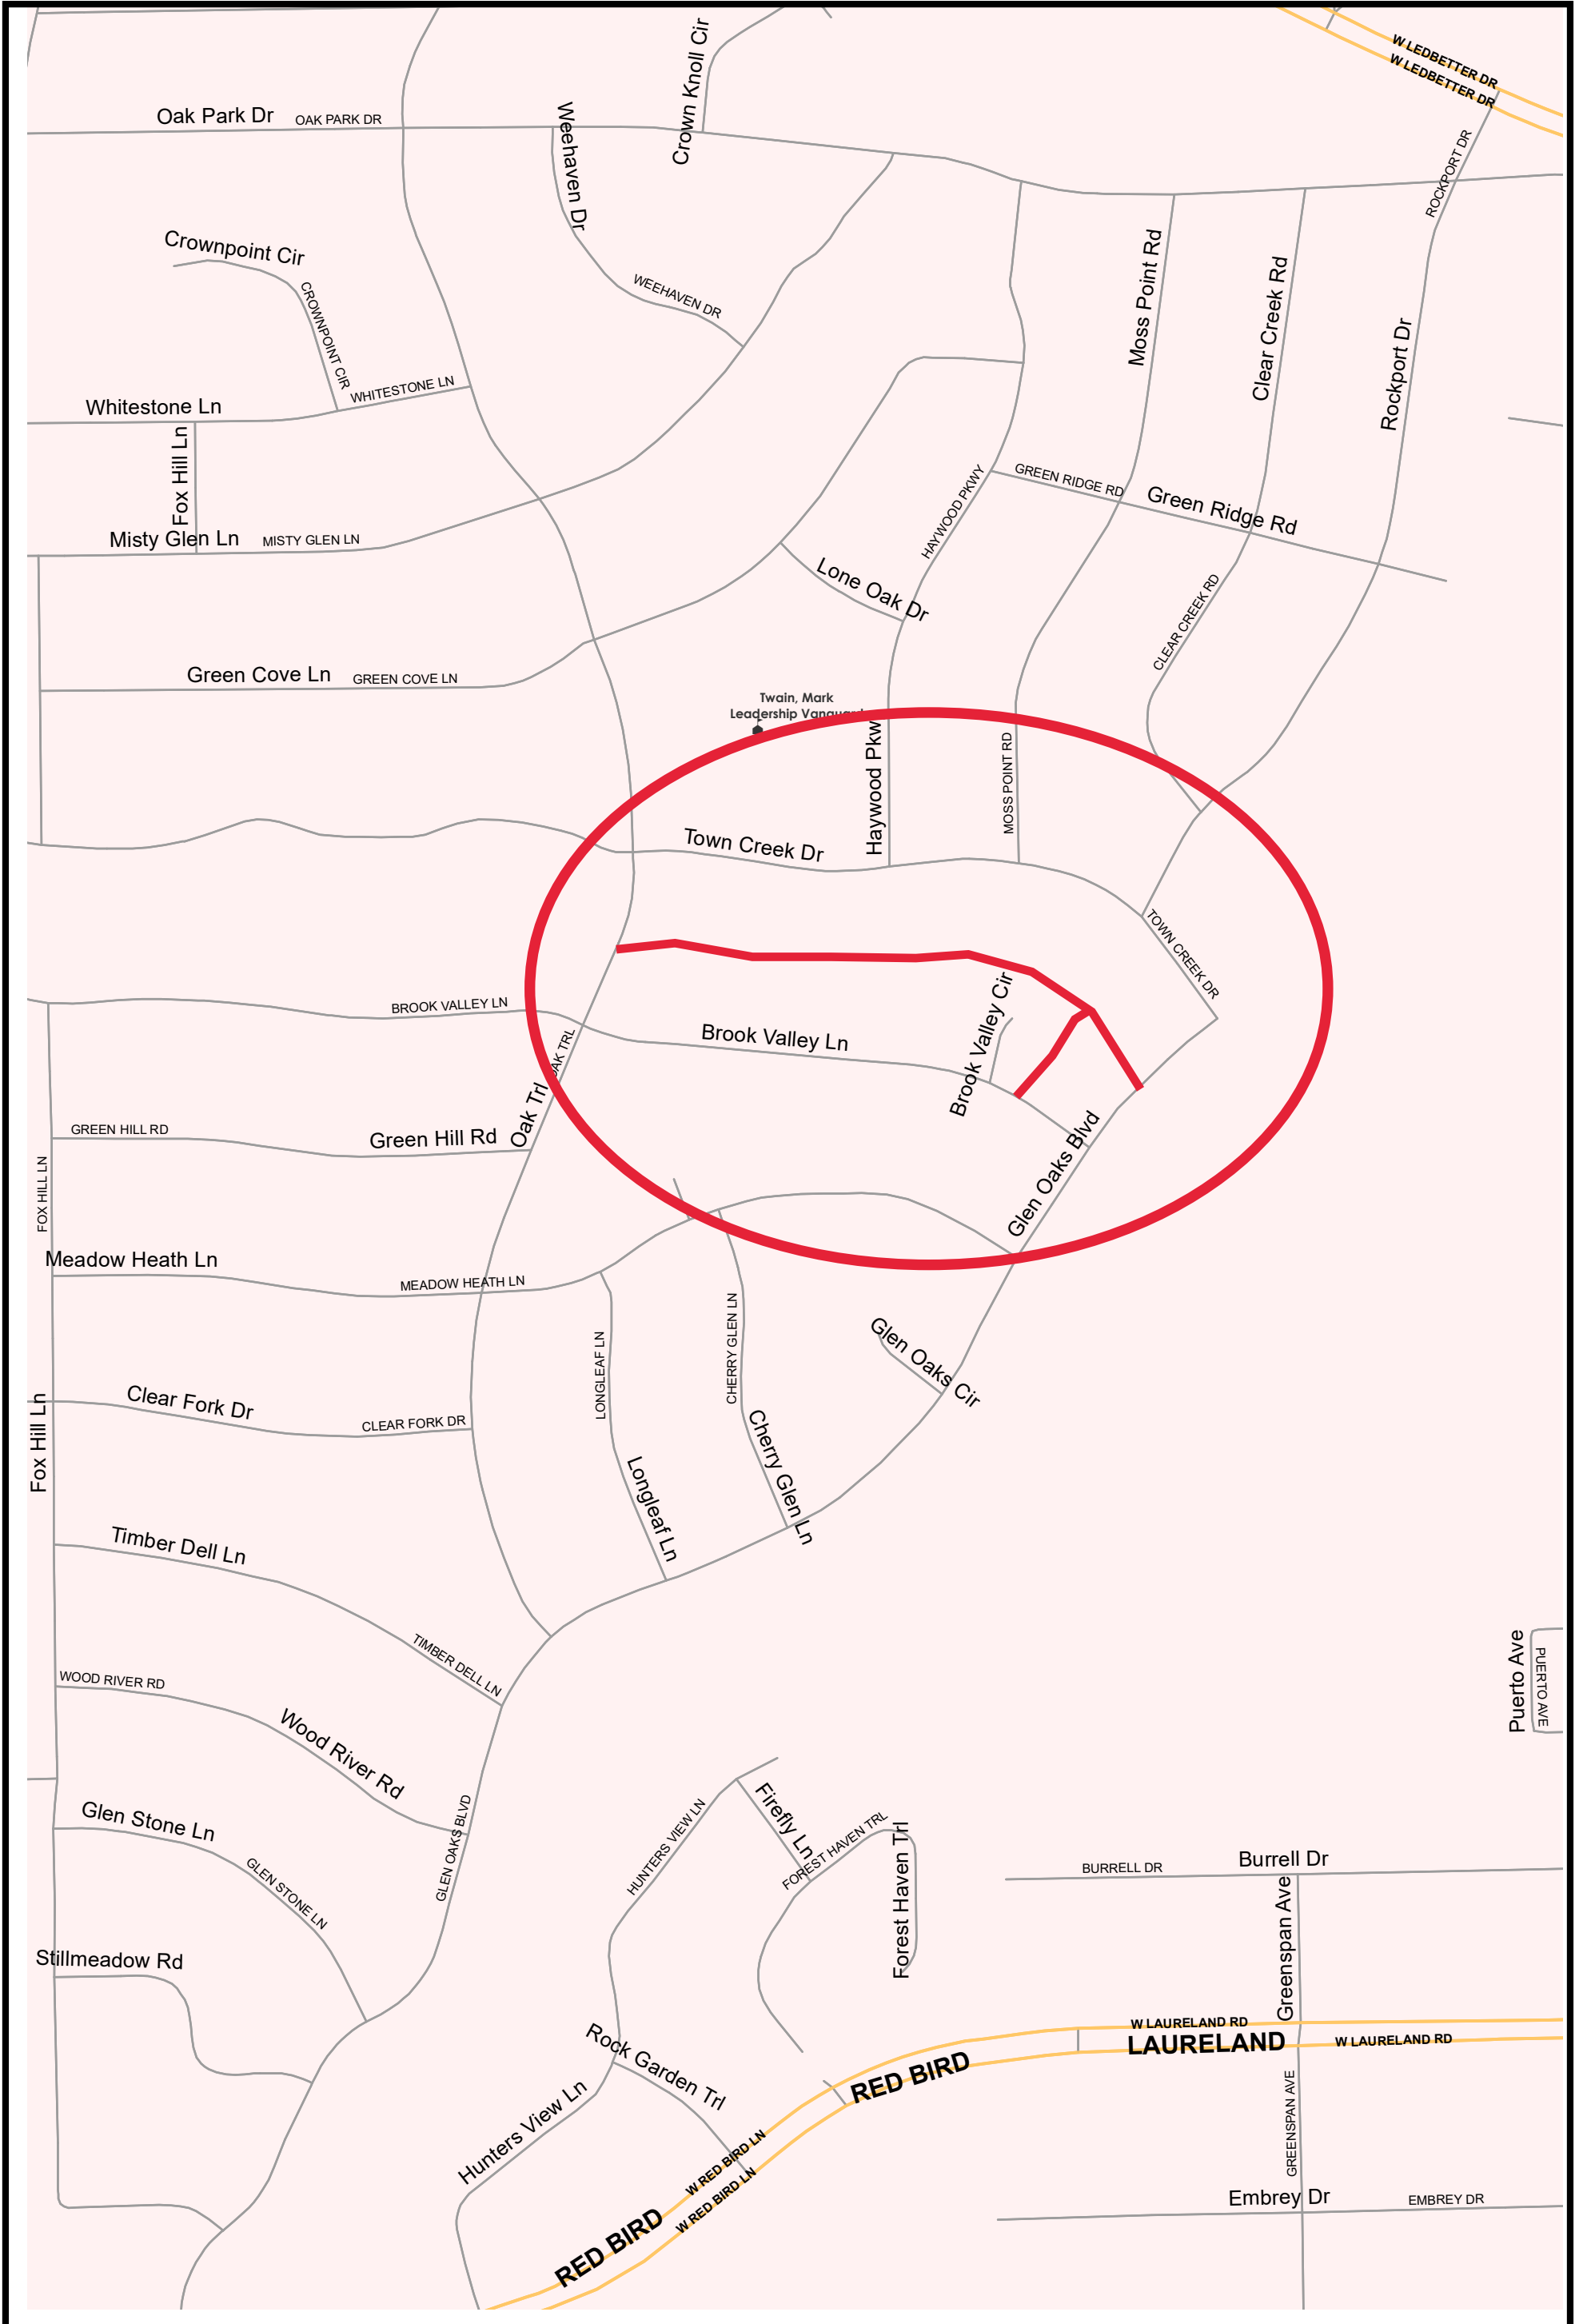 W LEDBETTER DR
W LEDBETTER DR
Crown Knoll Cir
Oak Park Dr
OAK PARK DR
Weehaven Dr
ROCKPORT DR
Crownpoint Cir
Moss Point Rd
Clear Creek Rd
WEEHAVEN DR
CROWNPOINT CIR
Rockport Dr
WHITESTONE LN
Whitestone Ln
Fox Hill Ln
GREEN RIDGE RD
Green Ridge Rd
HAYWOOD PKWY
Misty Glen Ln
MISTY GLEN LN
Lone Oak Dr
CLEAR CREEK RD
Green Cove Ln
GREEN COVE LN
Twain, Mark
Leadership Vanguard
Haywood Pkw
MOSS POINT RD
Town Creek Dr
TOWN CREEK DR
BROOK VALLEY LN
Brook Valley Ln
Brook Valley Cir
OAK TRL
Oak Trl
GREEN HILL RD
Green Hill Rd
Glen Oaks Blvd
FOX HILL LN
Meadow Heath Ln
MEADOW HEATH LN
LONGLEAF LN
CHERRY GLEN LN
Glen Oaks Cir
Fox Hill Ln
Clear Fork Dr
CLEAR FORK DR
Longleaf Ln
Cherry Glen Ln
Timber Dell Ln
TIMBER DELL LN
Puerto Ave
PUERTO AVE
WOOD RIVER RD
Wood River Rd
Glen Stone Ln
GLEN OAKS BLVD
HUNTERS VIEW LN
Firefly Ln
FOREST HAVEN TRL
Forest Haven Trl
BURRELL DR
Burrell Dr
GLEN STONE LN
Greenspan Ave
Stillmeadow Rd
W LAURELAND RD
LAURELAND
W LAURELAND RD
Rock Garden Trl
RED BIRD
Hunters View Ln
GREENSPAN AVE
W RED BIRD LN
W RED BIRD LN
RED BIRD
Embrey Dr
EMBREY DR